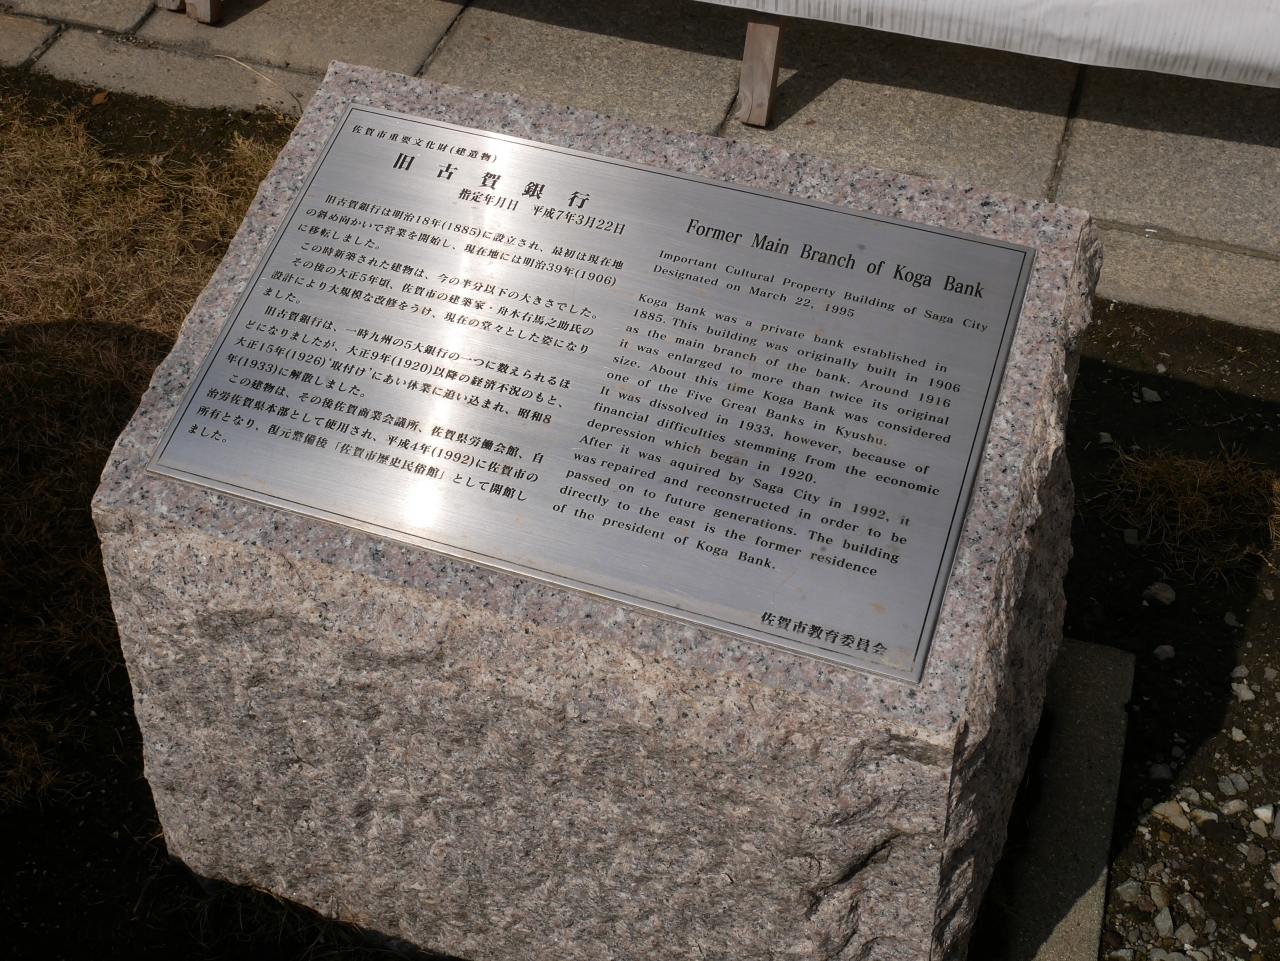 佐賀市重要文化財(建造物)
旧古賀銀行
指定年月日 平成7年3月22日
旧古賀銀行は明治18年(1885)に設立され、最初は現在地
の斜め向かいで営業を開始し、現在地には明治39年(1906)
に移転しました。
この時新築された建物は、今の半分以下の大きさでした。
その後の大正5年頃、佐賀市の建築家・舟木右馬之助氏の
設計により大規模な改修をうけ、現在の堂々とした姿になり
ました。
旧古賀銀行は、一時九州の5大銀行の一つに数えられるほ
どになりましたが、大正9年(1920)以降の経済不況のもと、
大正15年(1926)"取付け"にあい休業に追い込まれ、昭和8
年(1933)に解散しました。
この建物は、その後佐賀商業会議所、佐賀県労働会館、自
治労佐賀県本部として使用され、平成4年(1992)に佐賀市の
所有となり、復元整備後「佐賀市歴史民俗館」として開館し
ました。
Former Main Branch of Koga Bank
Important Cultural Property Building of Saga City
Designated on March 22, 1995
Koga Bank was a private bank established in
1885. This building was originally built in 1906
as the main branch of the bank. Around 1916
it was enlarged to more than twice its original
size. About this time Koga Bank was considered
one of the Five Great Banks in Kyushu.
It was dissolved in 1933, however, because of
financial difficulties stemming from the economic
depression which began in 1920.
After it was aquired by Saga City in 1992, it
was repaired and reconstructed in order to be
passed on to future generations. The building
directly to the east is the former residence
of the president of Koga Bank.
佐賀市教育委員会